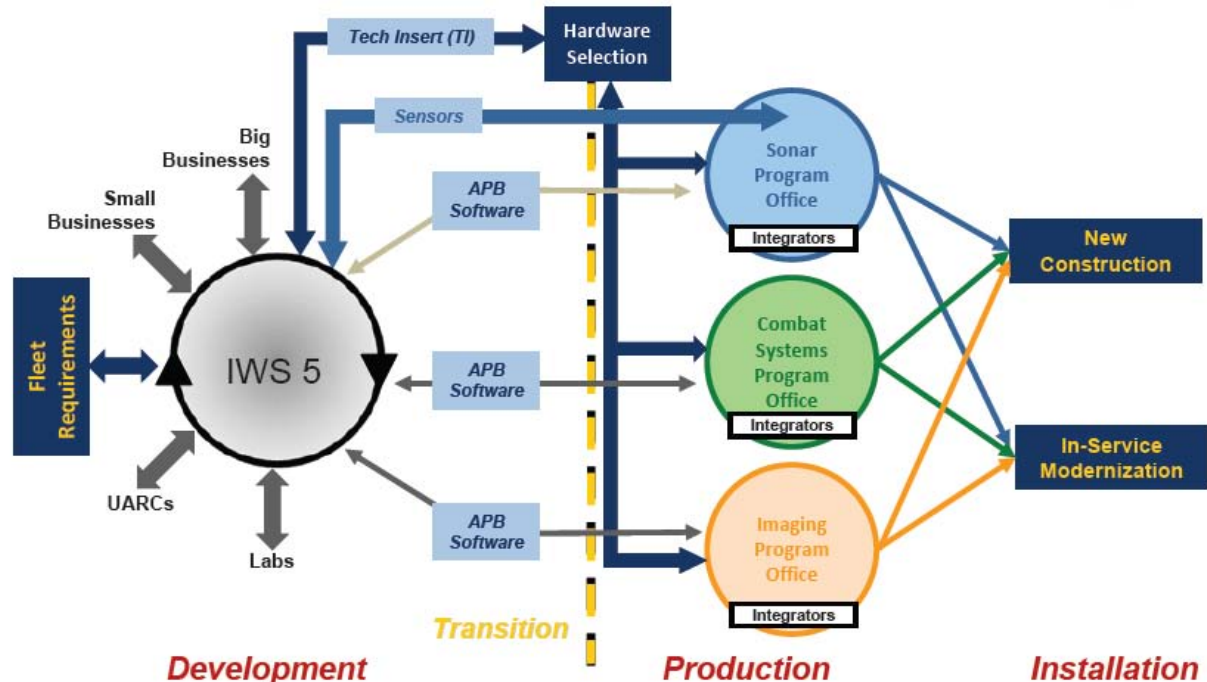 Tech Insert (TI)
Hardware
Selection
Sensors
Big
Businesses
Small
Businesses
APB
Software
Sonar
Program
Office
Integrators
New
Construction
Fleet
Requirements
IWS 5
APB
Software
Combat
Systems
Program
Office
Integrators
In-Service
Modernization
UARCs
Labs
APB
Software
Imaging
Program
Office
Integrators
Transition
Development
Production
Installation